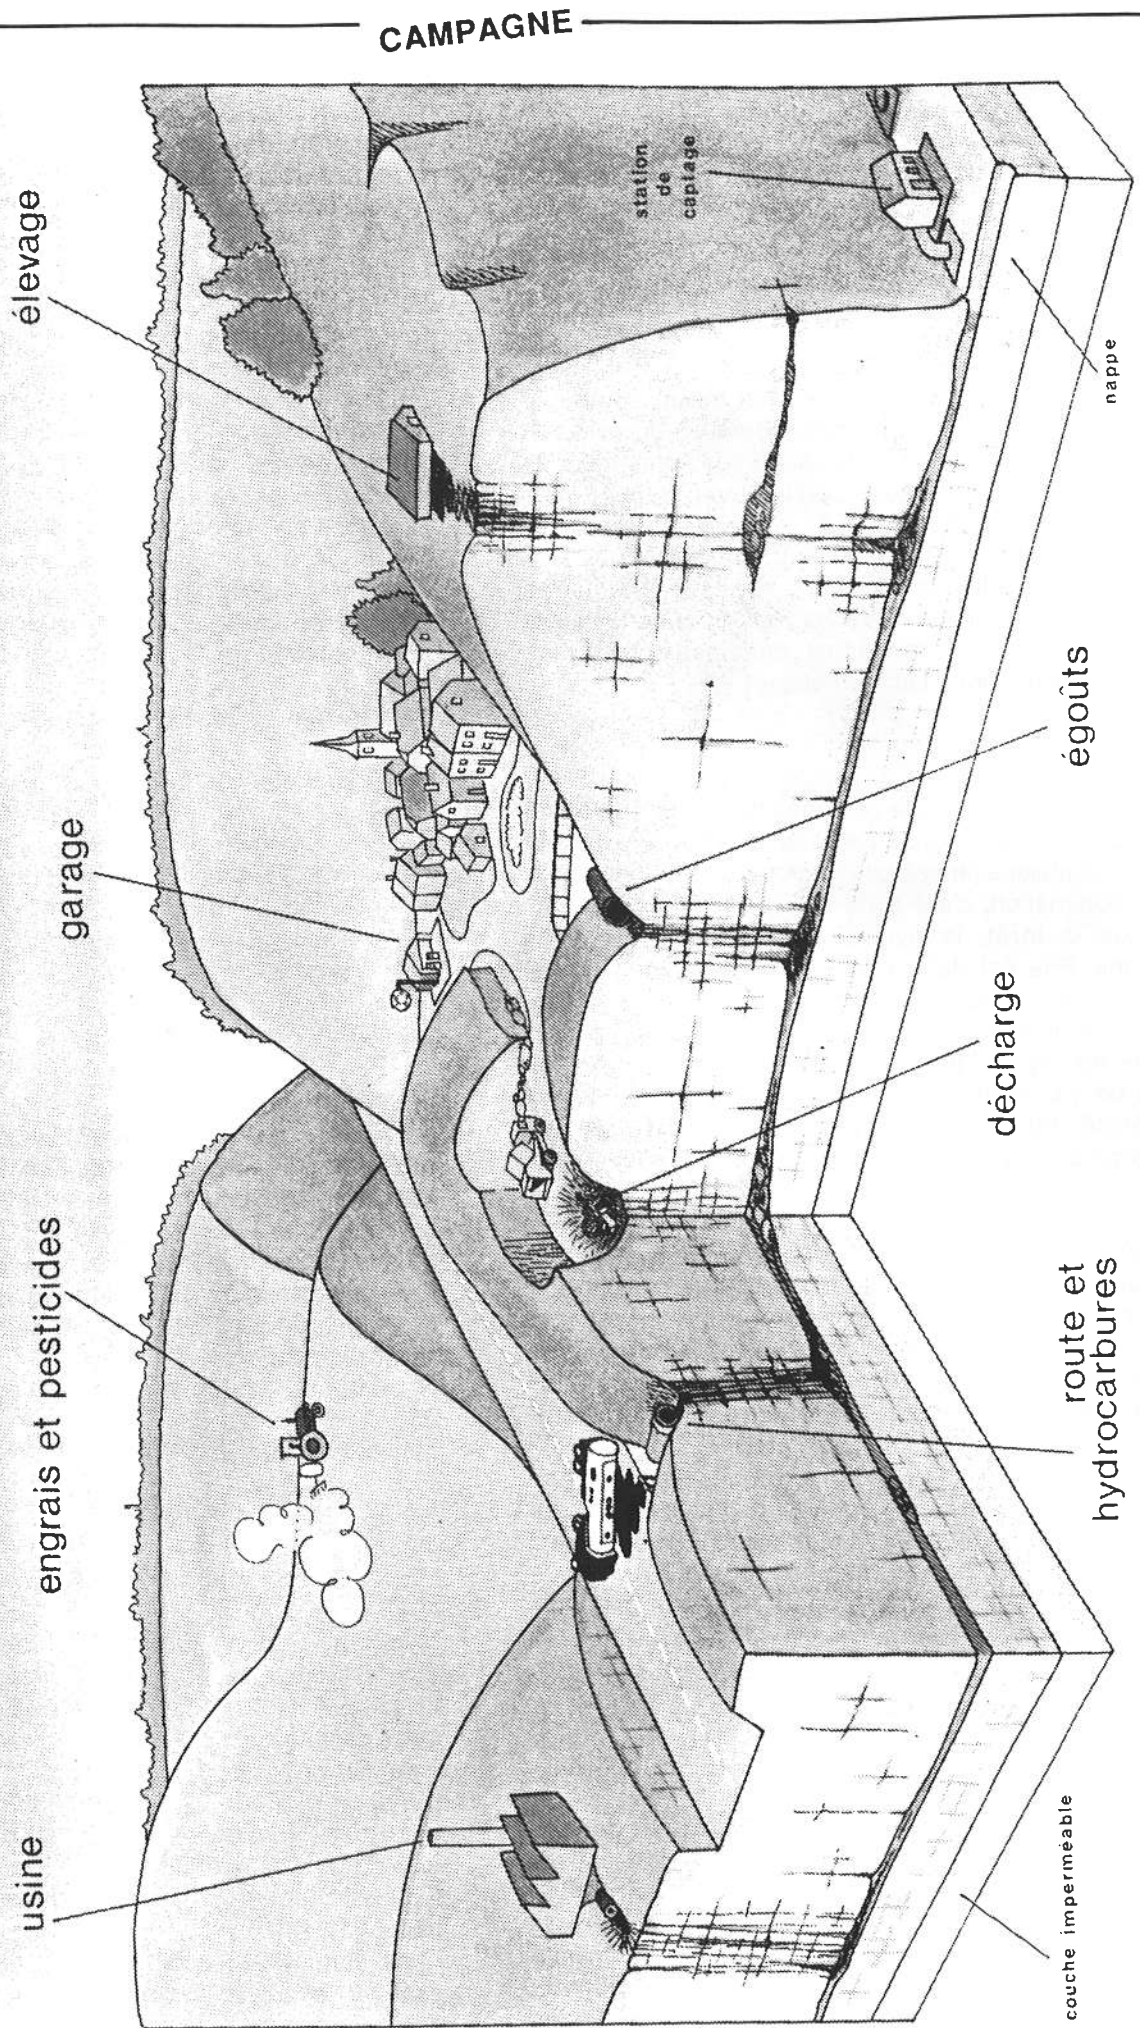 CAMPAGNE
usine
engrais et pesticides
garage
élevage
station
de
captage
couche imperméable
route et
hydrocarbures
décharge
égoûts
nappe